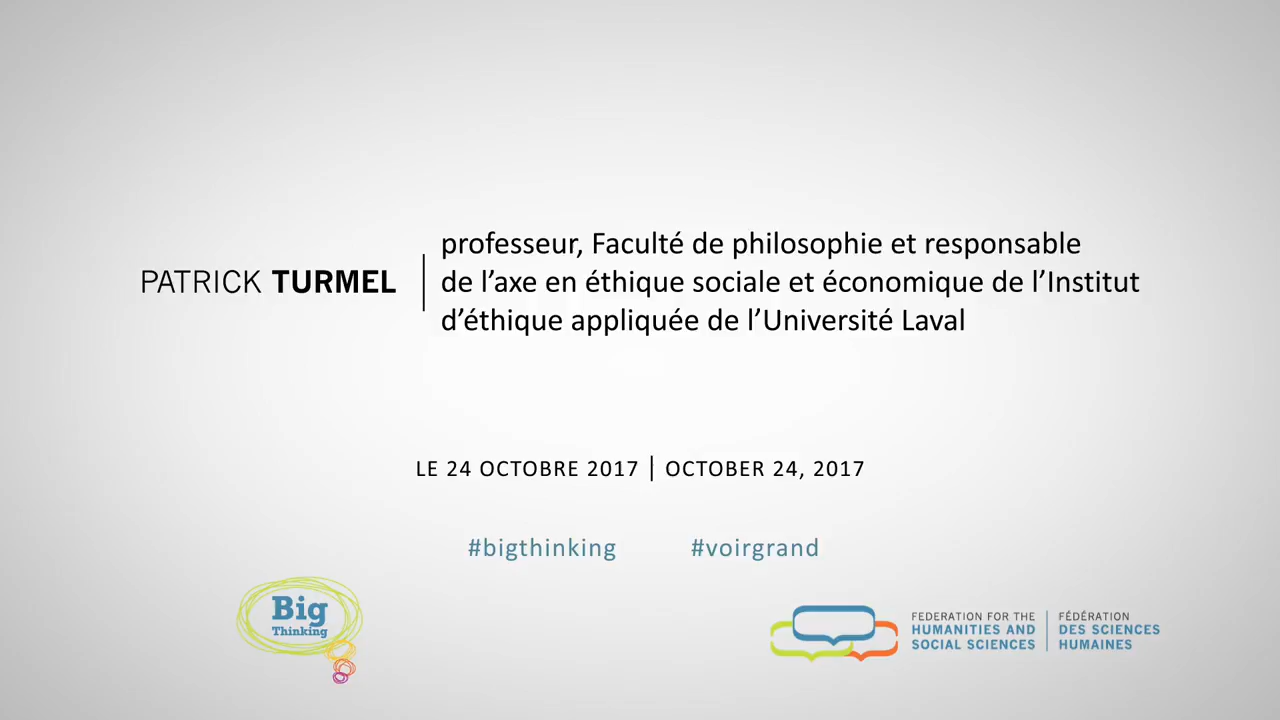 PATRICK TURMEL
professeur, Faculté de philosophie et responsable
de l’axe en éthique sociale et économique de l’Institut
d’éthique appliquée de l’Université Laval
LE 24 OCTOBRE 2017 | OCTOBER 24, 2017
#bigthinking #voirgrand
Big
Thinking
FEDERATION FOR THE
HUMANITIES AND
SOCIAL SCIENCES
FÉDÉRATION
DES SCIENCES
HUMAINES